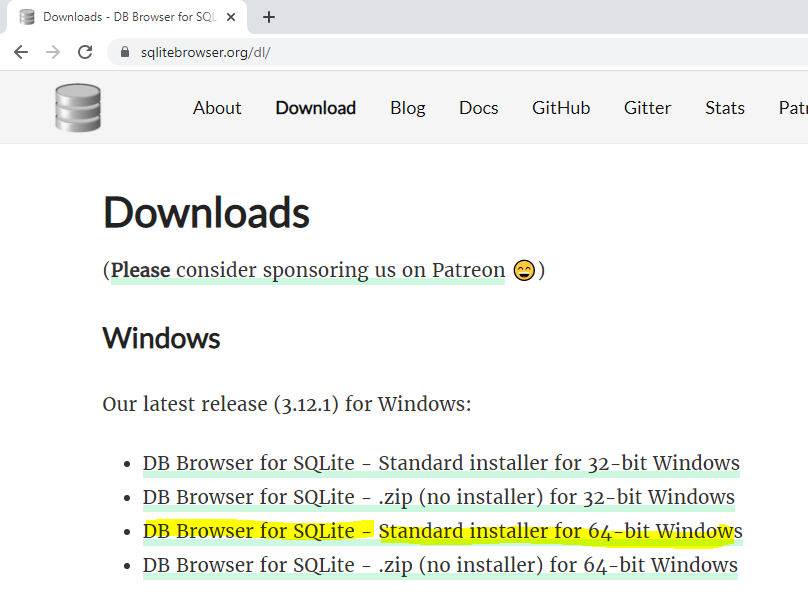 Downloads - DB Browser for SQL
sqlitebrowser.org/dl/
About Download Blog Docs GitHub Gitter Stats Patr
Downloads
(Please consider sponsoring us on Patreon 😄)
Windows
Our latest release (3.12.1) for Windows:
• DB Browser for SQLite - Standard installer for 32-bit Windows
• DB Browser for SQLite - .zip (no installer) for 32-bit Windows
• DB Browser for SQLite - Standard installer for 64-bit Windows
• DB Browser for SQLite - .zip (no installer) for 64-bit Windows